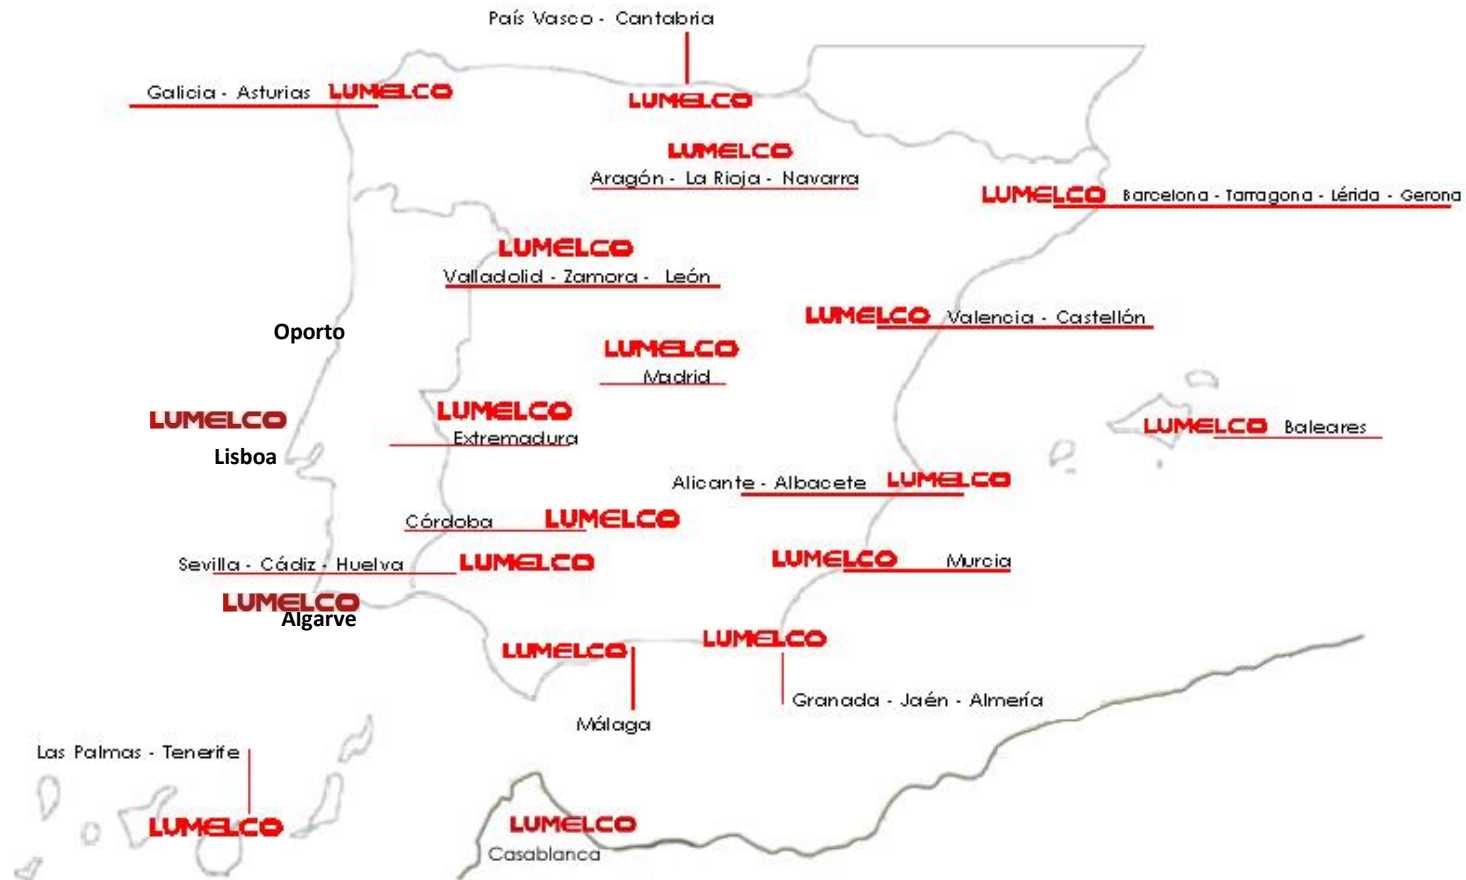 País Vasco - Cantabria
Galicia - Asturias LUMELCO
LUMELCO
LUMELCO
Aragón - La Rioja - Navarra
LUMELCO Barcelona - Tarragona - Lérida - Gerona
LUMELCO
Valladolid - Zamora - León
LUMELCO Valencia - Castellón
Oporto
LUMELCO
Madrid
LUMELCO
Extremadura
LUMELCO
Lisboa
LUMELCO Baleares
Alicante - Albacete LUMELCO
Córdoba LUMELCO
Sevilla - Cádiz - Huelva LUMELCO
LUMELCO Murcia
LUMELCO
Algarve
LUMELCO
Málaga
LUMELCO
Granada - Jaén - Almería
Las Palmas - Tenerife
LUMELCO
LUMELCO
Casablanca